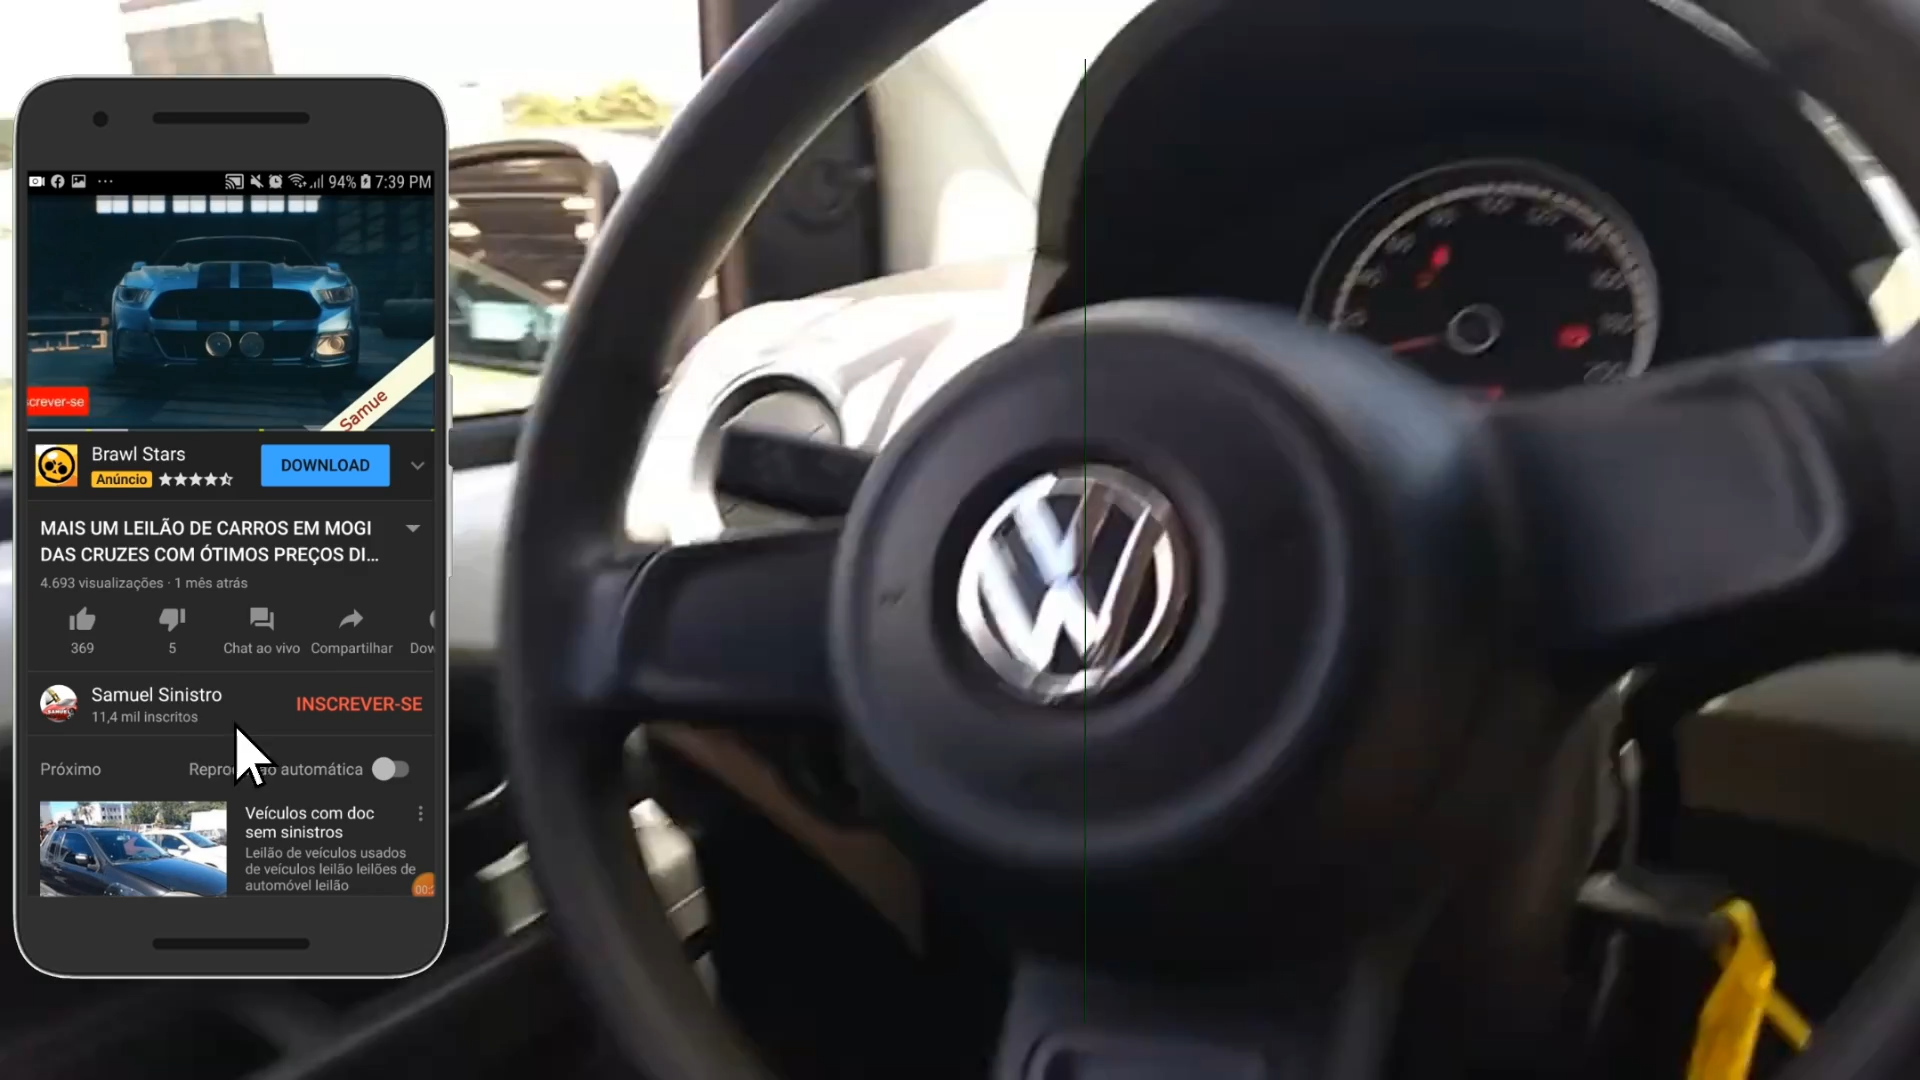 94% 7:39 PM
crever-se
Samue
Brawl Stars
Anúncio
DOWNLOAD
MAIS UM LEILÃO DE CARROS EM MOGI
DAS CRUZES COM ÓTIMOS PREÇOS DI...
4.693 visualizações · 1 mês atrás
369 5 Chat ao vivo Compartilhar Dow
Samuel Sinistro
11,4 mil inscritos
INSCREVER-SE
Próximo
automática
Veículos com doc
sem sinistros
Leilão de veículos usados
de veículos leilão leilões de
automóvel leilão